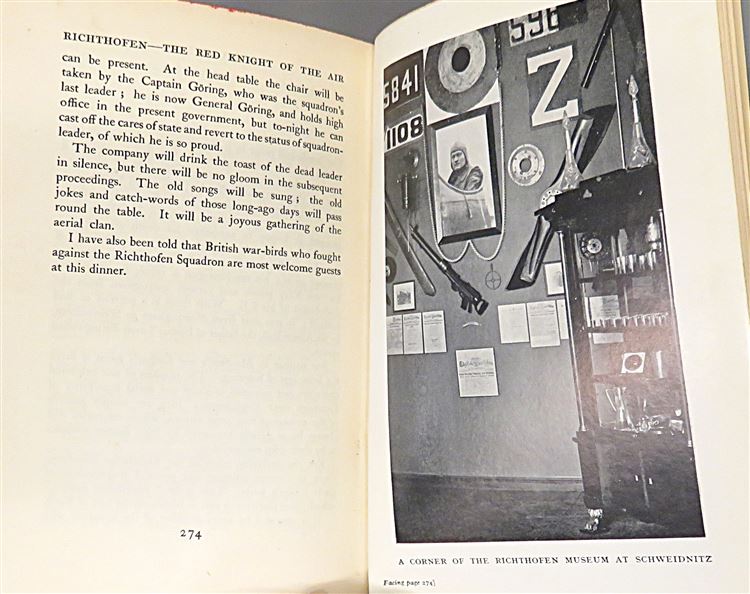 RICHTHOFEN—THE RED KNIGHT OF THE AIR
can be present. At the head table the chair will be
taken by the Captain Göring, who was the squadron's
last leader; he is now General Göring, and holds high
office in the present government, but to-night he can
cast off the cares of state and revert to the status of squadron-
leader, of which he is so proud.
The company will drink the toast of the dead leader
in silence, but there will be no gloom in the subsequent
proceedings. The old songs will be sung; the old
jokes and catch-words of those long-ago days will pass
round the table. It will be a joyous gathering of the
aerial clan.
I have also been told that British war-birds who fought
against the Richthofen Squadron are most welcome guests
at this dinner.
274
596
5841
Z
1108
A CORNER OF THE RICHTHOFEN MUSEUM AT SCHWEIDNITZ
Facing page 274]